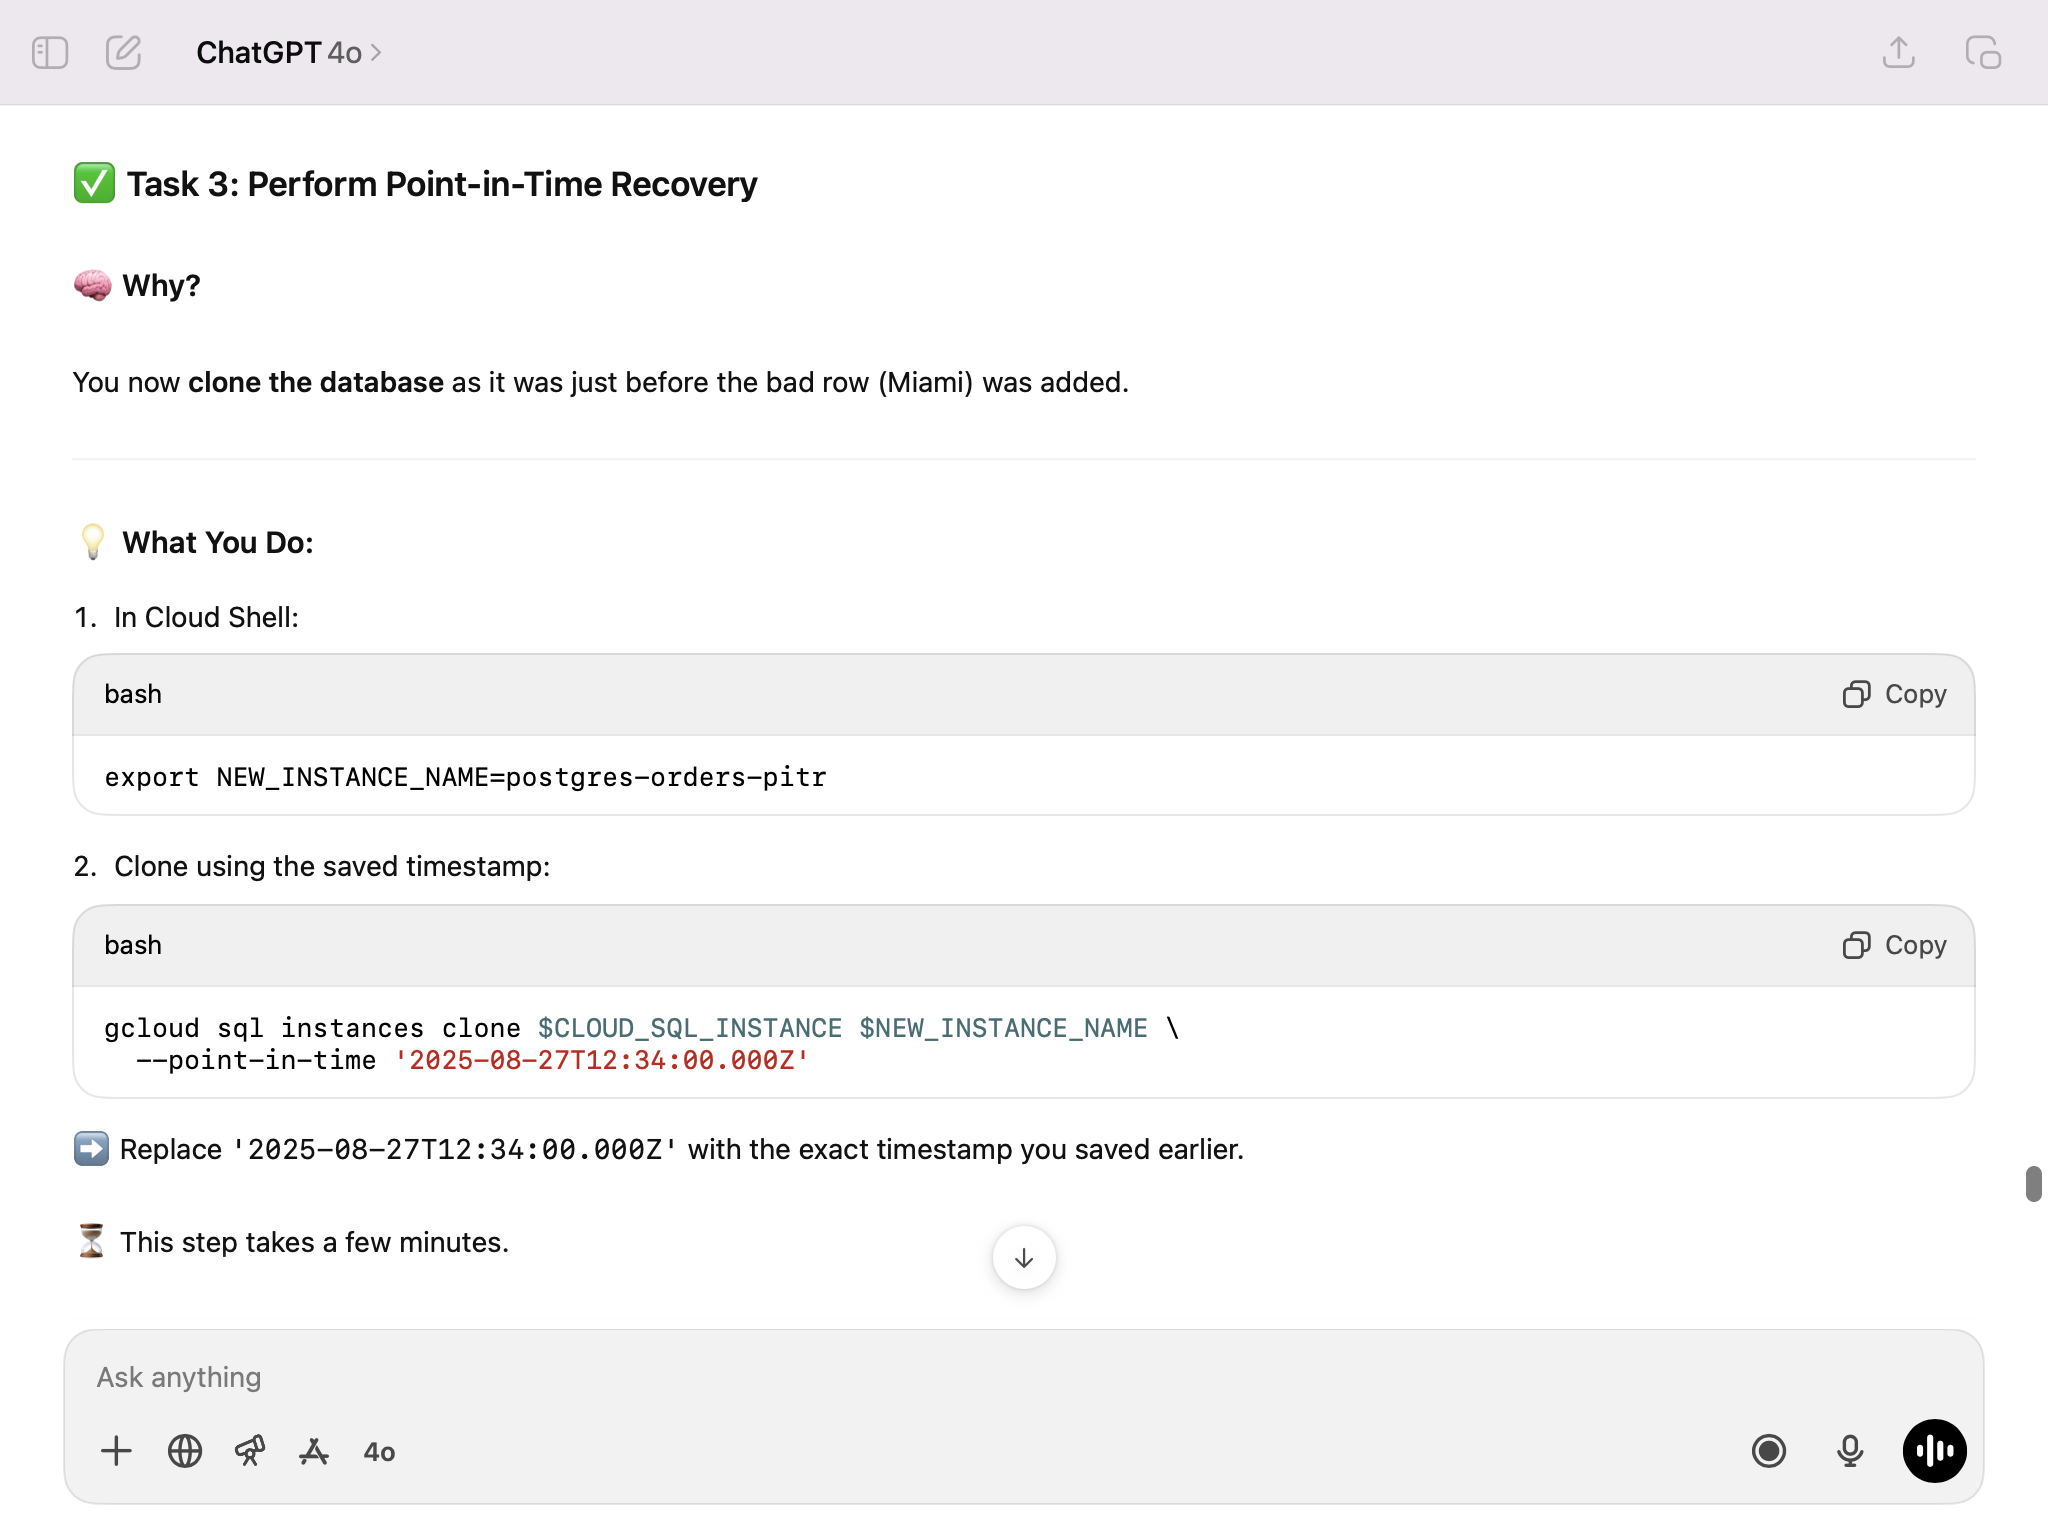 ChatGPT 4o >
✅ Task 3: Perform Point-in-Time Recovery
🧠 Why?
You now clone the database as it was just before the bad row (Miami) was added.
💡 What You Do:
1. In Cloud Shell:
bash
Copy
export NEW_INSTANCE_NAME=postgres-orders-pitr
2. Clone using the saved timestamp:
bash
Copy
gcloud sql instances clone $CLOUD_SQL_INSTANCE $NEW_INSTANCE_NAME \
--point-in-time '2025-08-27T12:34:00.000Z'
➡️ Replace '2025-08-27T12:34:00.000Z' with the exact timestamp you saved earlier.
⏳ This step takes a few minutes.
Ask anything
4o